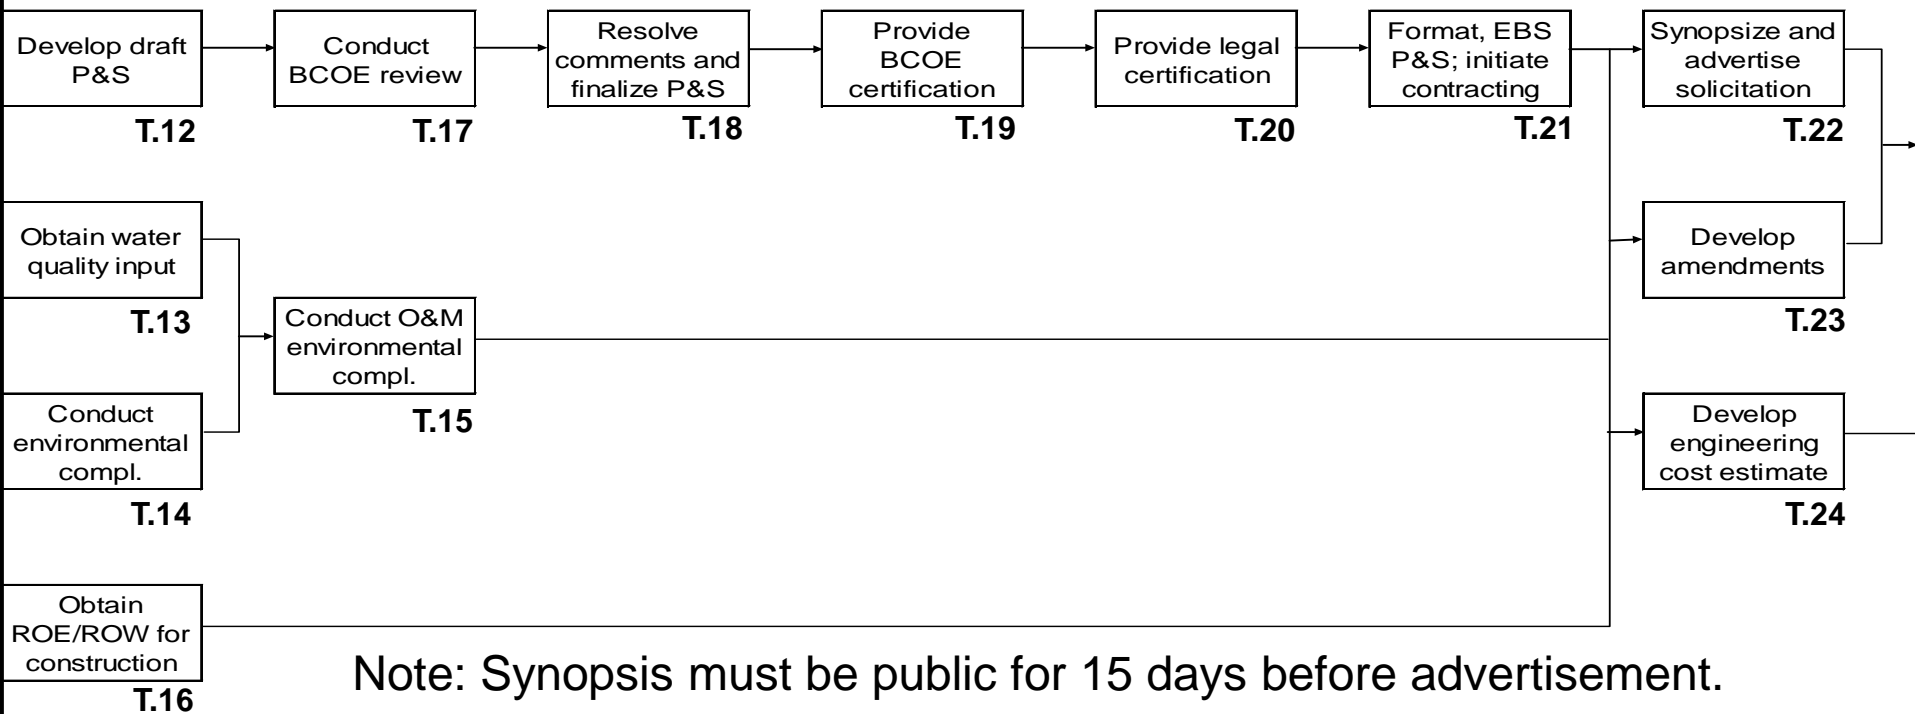 Develop draft
P&S
T.12
Conduct
BCOE review
T.17
Resolve
comments and
finalize P&S
T.18
Provide
BCOE
certification
T.19
Provide legal
certification
T.20
Format, EBS
P&S; initiate
contracting
T.21
Synopsize and
advertise
solicitation
T.22
Obtain water
quality input
T.13
Develop
amendments
T.23
Conduct O&M
environmental
compl.
T.15
Conduct
environmental
compl.
T.14
Develop
engineering
cost estimate
T.24
Obtain
ROE/ROW for
construction
T.16
Note: Synopsis must be public for 15 days before advertisement.